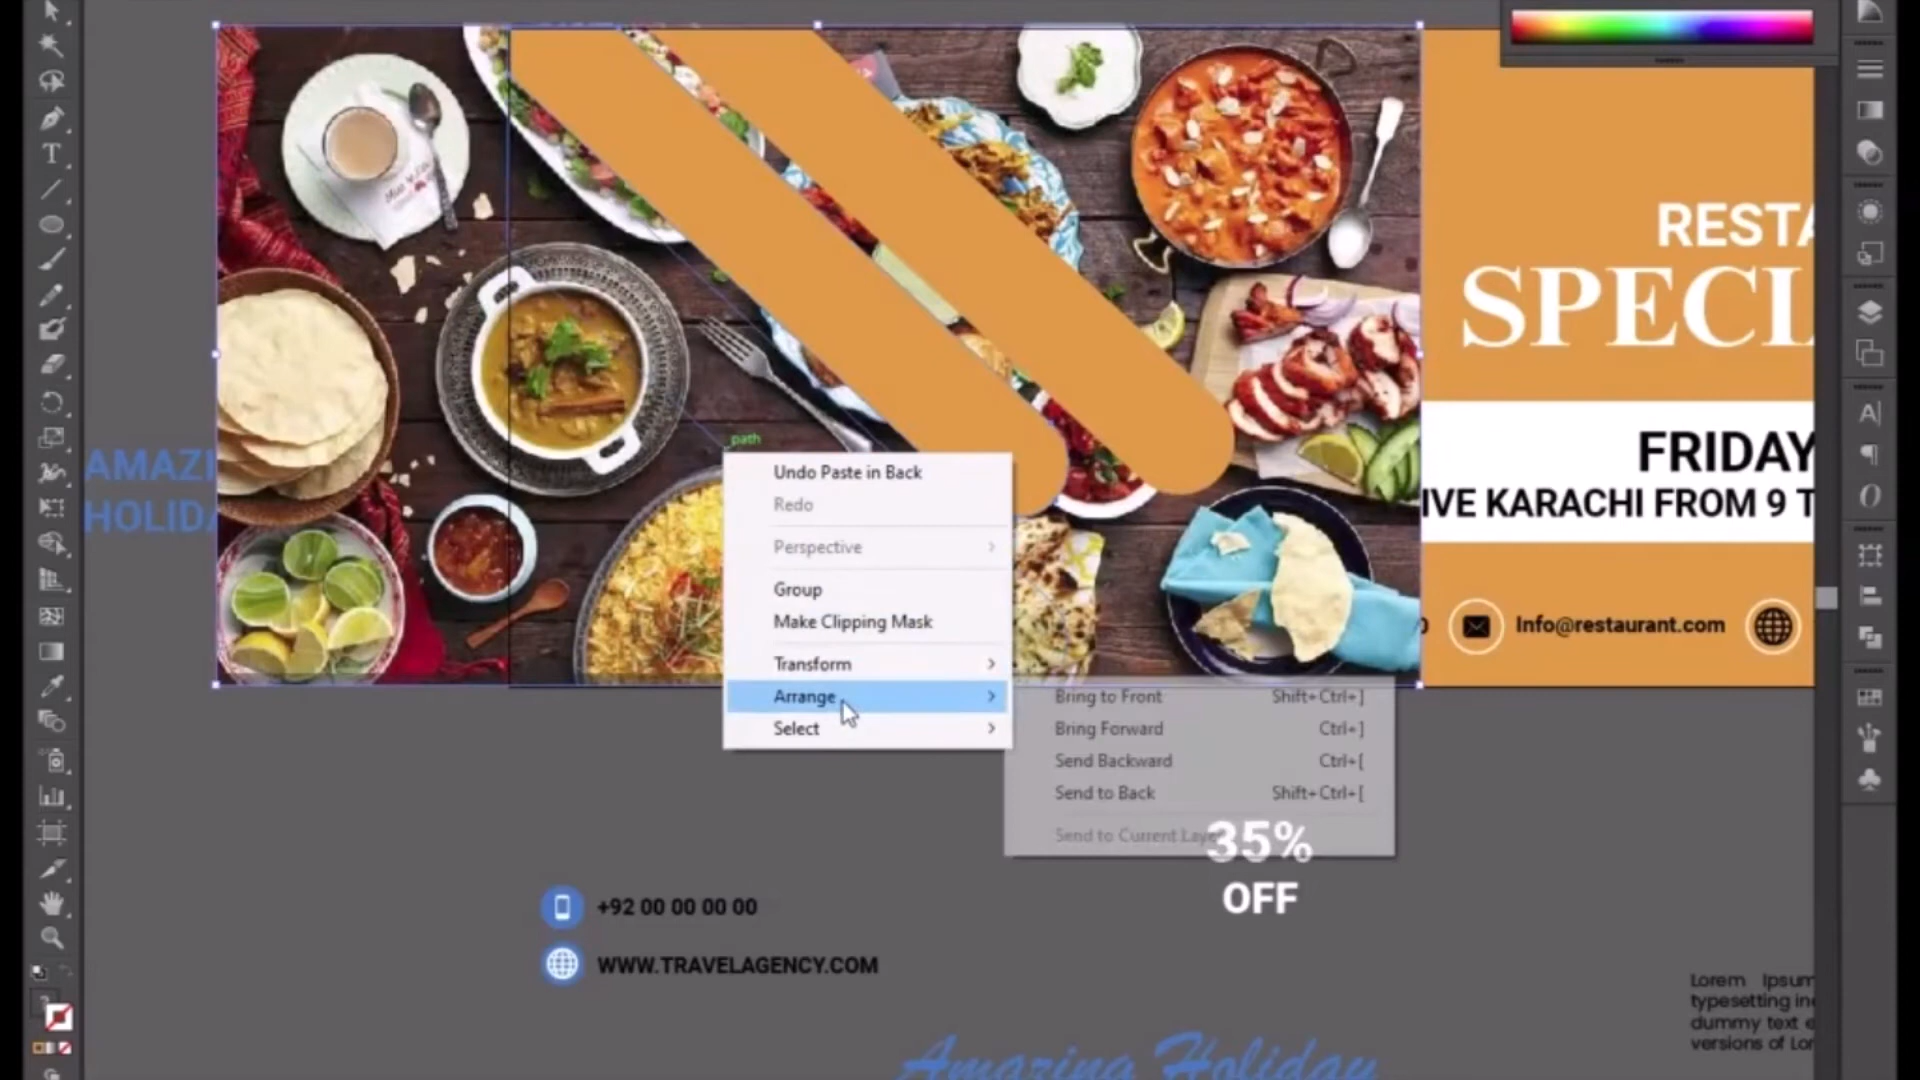 RESTA
SPECI
FRIDAY
IVE KARACHI FROM 9 T
Info@restaurant.com
AMAZI
HOLIDA
path
Undo Paste in Back
Redo
Perspective
Group
Make Clipping Mask
Transform
Arrange
Select
Bring to Front Shift+Ctrl+]
Bring Forward Ctrl+]
Send Backward Ctrl+[
Send to Back Shift+Ctrl+[
Send to Current Laye
35%
OFF
+92 00 00 00 00
WWW.TRAVELAGENCY.COM
Lorem Ipsum
typesetting in
dummy text e
versions of Lor
Amazing Holiday